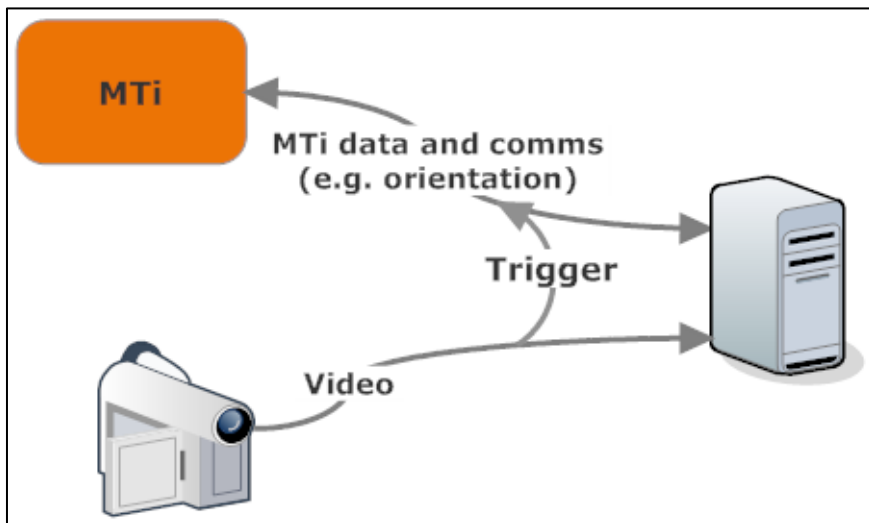 MTi
MTi data and comms
(e.g. orientation)
Trigger
Video